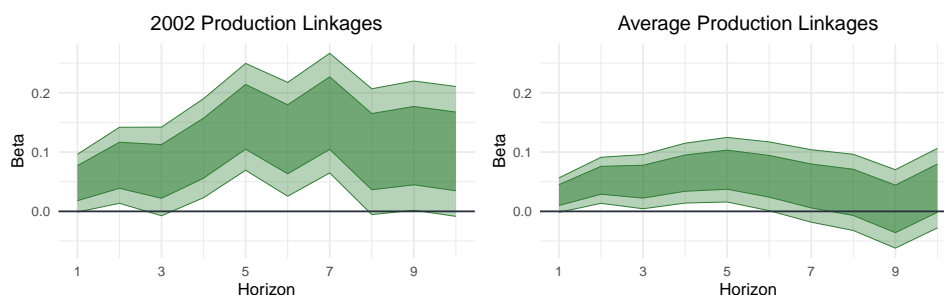 2002 Production Linkages
Beta
0.2
0.1
0.0
1 3 5 7 9
Horizon
Average Production Linkages
Beta
0.2
0.1
0.0
1 3 5 7 9
Horizon